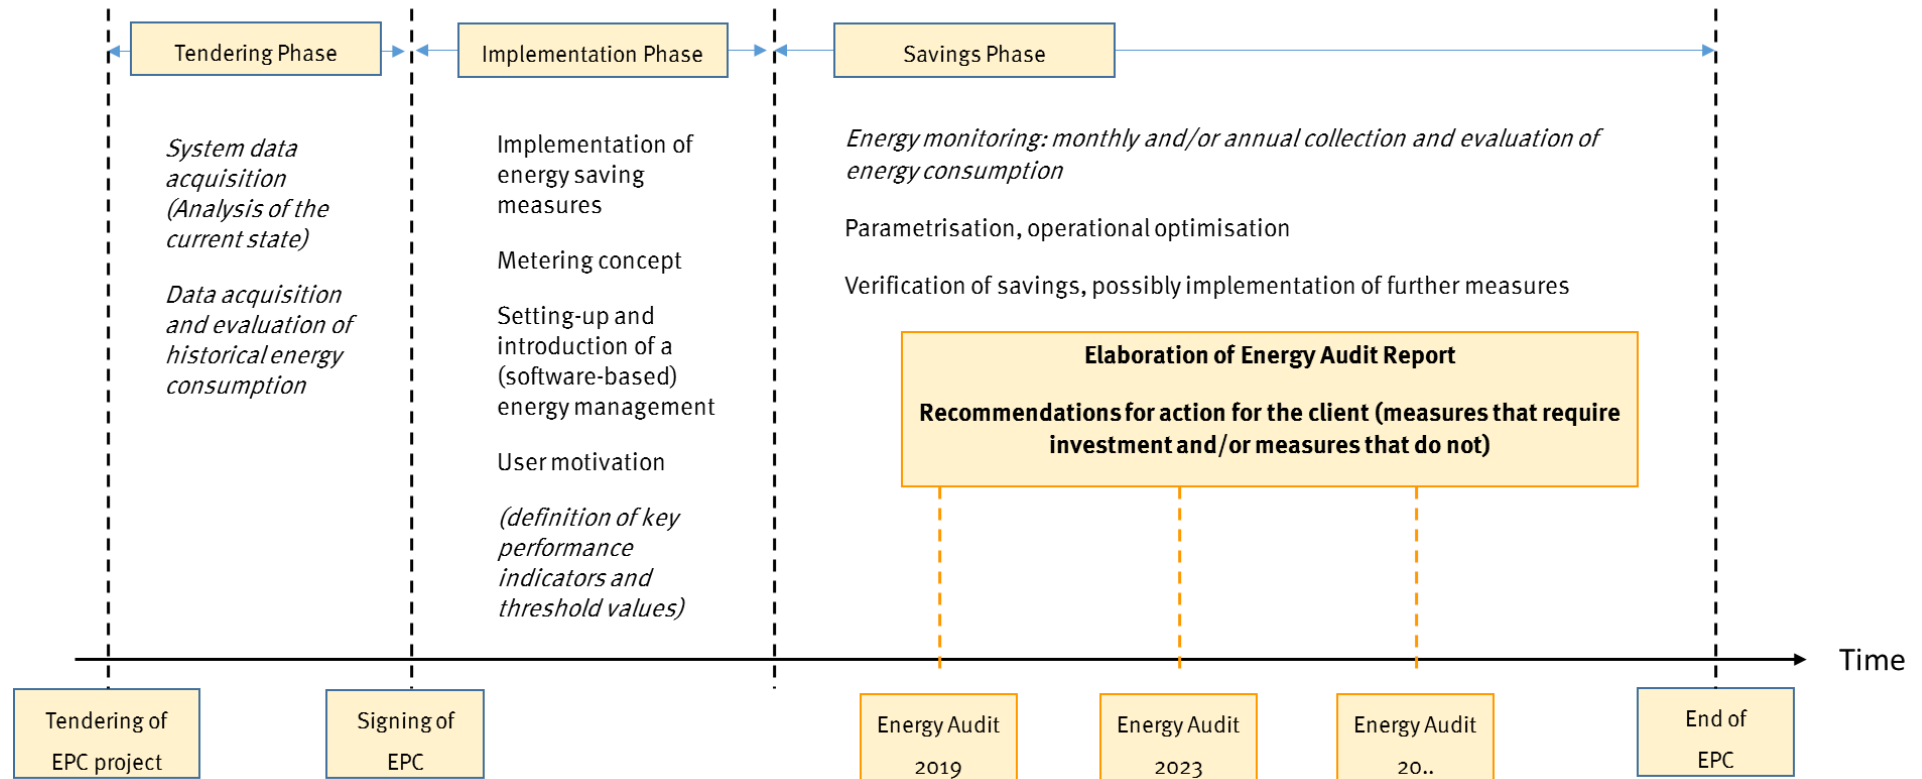 Tendering Phase
Implementation Phase
Savings Phase
System data
acquisition
(Analysis of the
current state)
Data acquisition
and evaluation of
historical energy
consumption
Implementation of
energy saving
measures
Metering concept
Setting-up and
introduction of a
(software-based)
energy management
User motivation
(definition of key
performance
indicators and
threshold values)
Energy monitoring: monthly and/or annual collection and evaluation of
energy consumption
Parametrisation, operational optimisation
Verification of savings, possibly implementation of further measures
Elaboration of Energy Audit Report
Recommendations for action for the client (measures that require
investment and/or measures that do not)
Time
Tendering of
EPC project
Signing of
EPC
Energy Audit
2019
Energy Audit
2023
Energy Audit
20..
End of
EPC